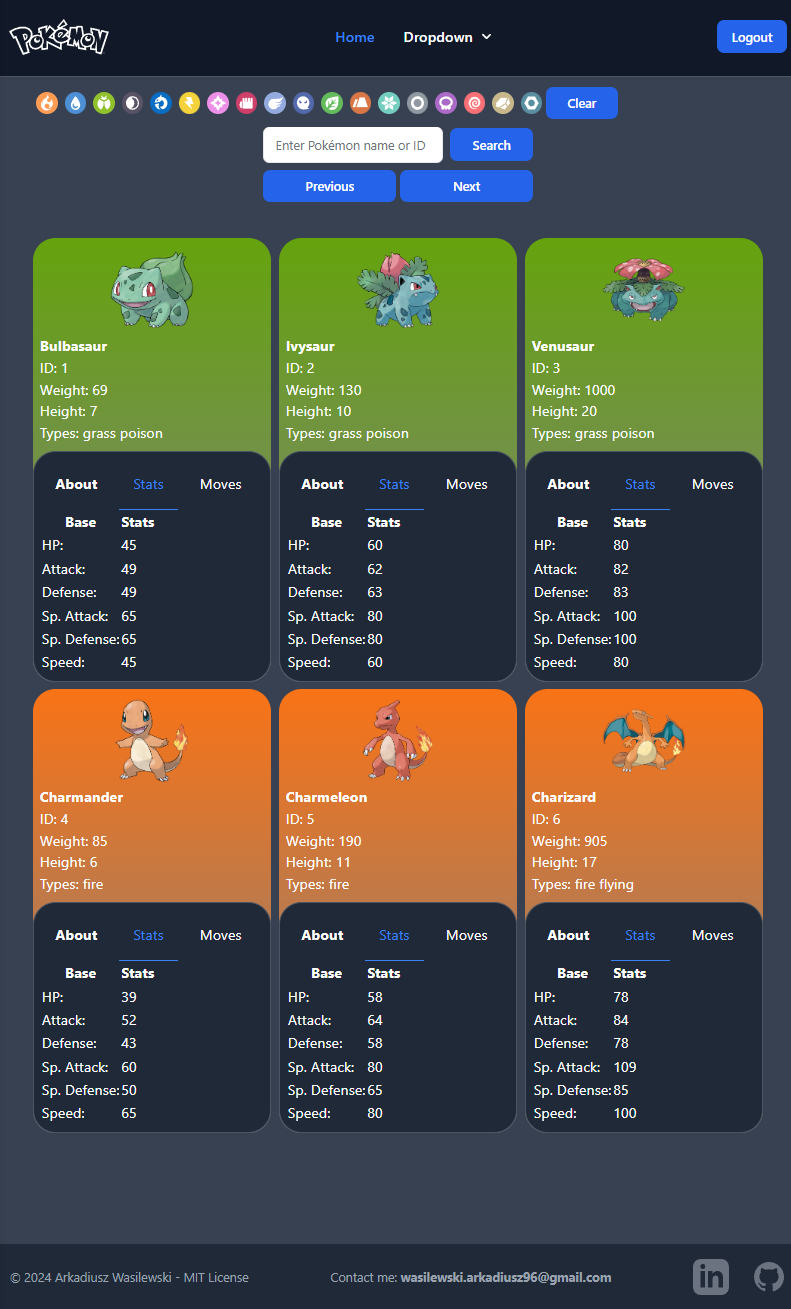 POKéMON
Home Dropdown Logout
Clear
Enter Pokémon name or ID Search
Previous Next
Bulbasaur
ID: 1
Weight: 69
Height: 7
Types: grass poison
About Stats Moves
Base Stats
HP: 45
Attack: 49
Defense: 49
Sp. Attack: 65
Sp. Defense: 65
Speed: 45
Ivysaur
ID: 2
Weight: 130
Height: 10
Types: grass poison
About Stats Moves
Base Stats
HP: 60
Attack: 62
Defense: 63
Sp. Attack: 80
Sp. Defense: 80
Speed: 60
Venusaur
ID: 3
Weight: 1000
Height: 20
Types: grass poison
About Stats Moves
Base Stats
HP: 80
Attack: 82
Defense: 83
Sp. Attack: 100
Sp. Defense: 100
Speed: 80
Charmander
ID: 4
Weight: 85
Height: 6
Types: fire
About Stats Moves
Base Stats
HP: 39
Attack: 52
Defense: 43
Sp. Attack: 60
Sp. Defense: 50
Speed: 65
Charmeleon
ID: 5
Weight: 190
Height: 11
Types: fire
About Stats Moves
Base Stats
HP: 58
Attack: 64
Defense: 58
Sp. Attack: 80
Sp. Defense: 65
Speed: 80
Charizard
ID: 6
Weight: 905
Height: 17
Types: fire flying
About Stats Moves
Base Stats
HP: 78
Attack: 84
Defense: 78
Sp. Attack: 109
Sp. Defense: 85
Speed: 100
© 2024 Arkadiusz Wasilewski - MIT License Contact me: wasilewski.arkadiusz96@gmail.com in